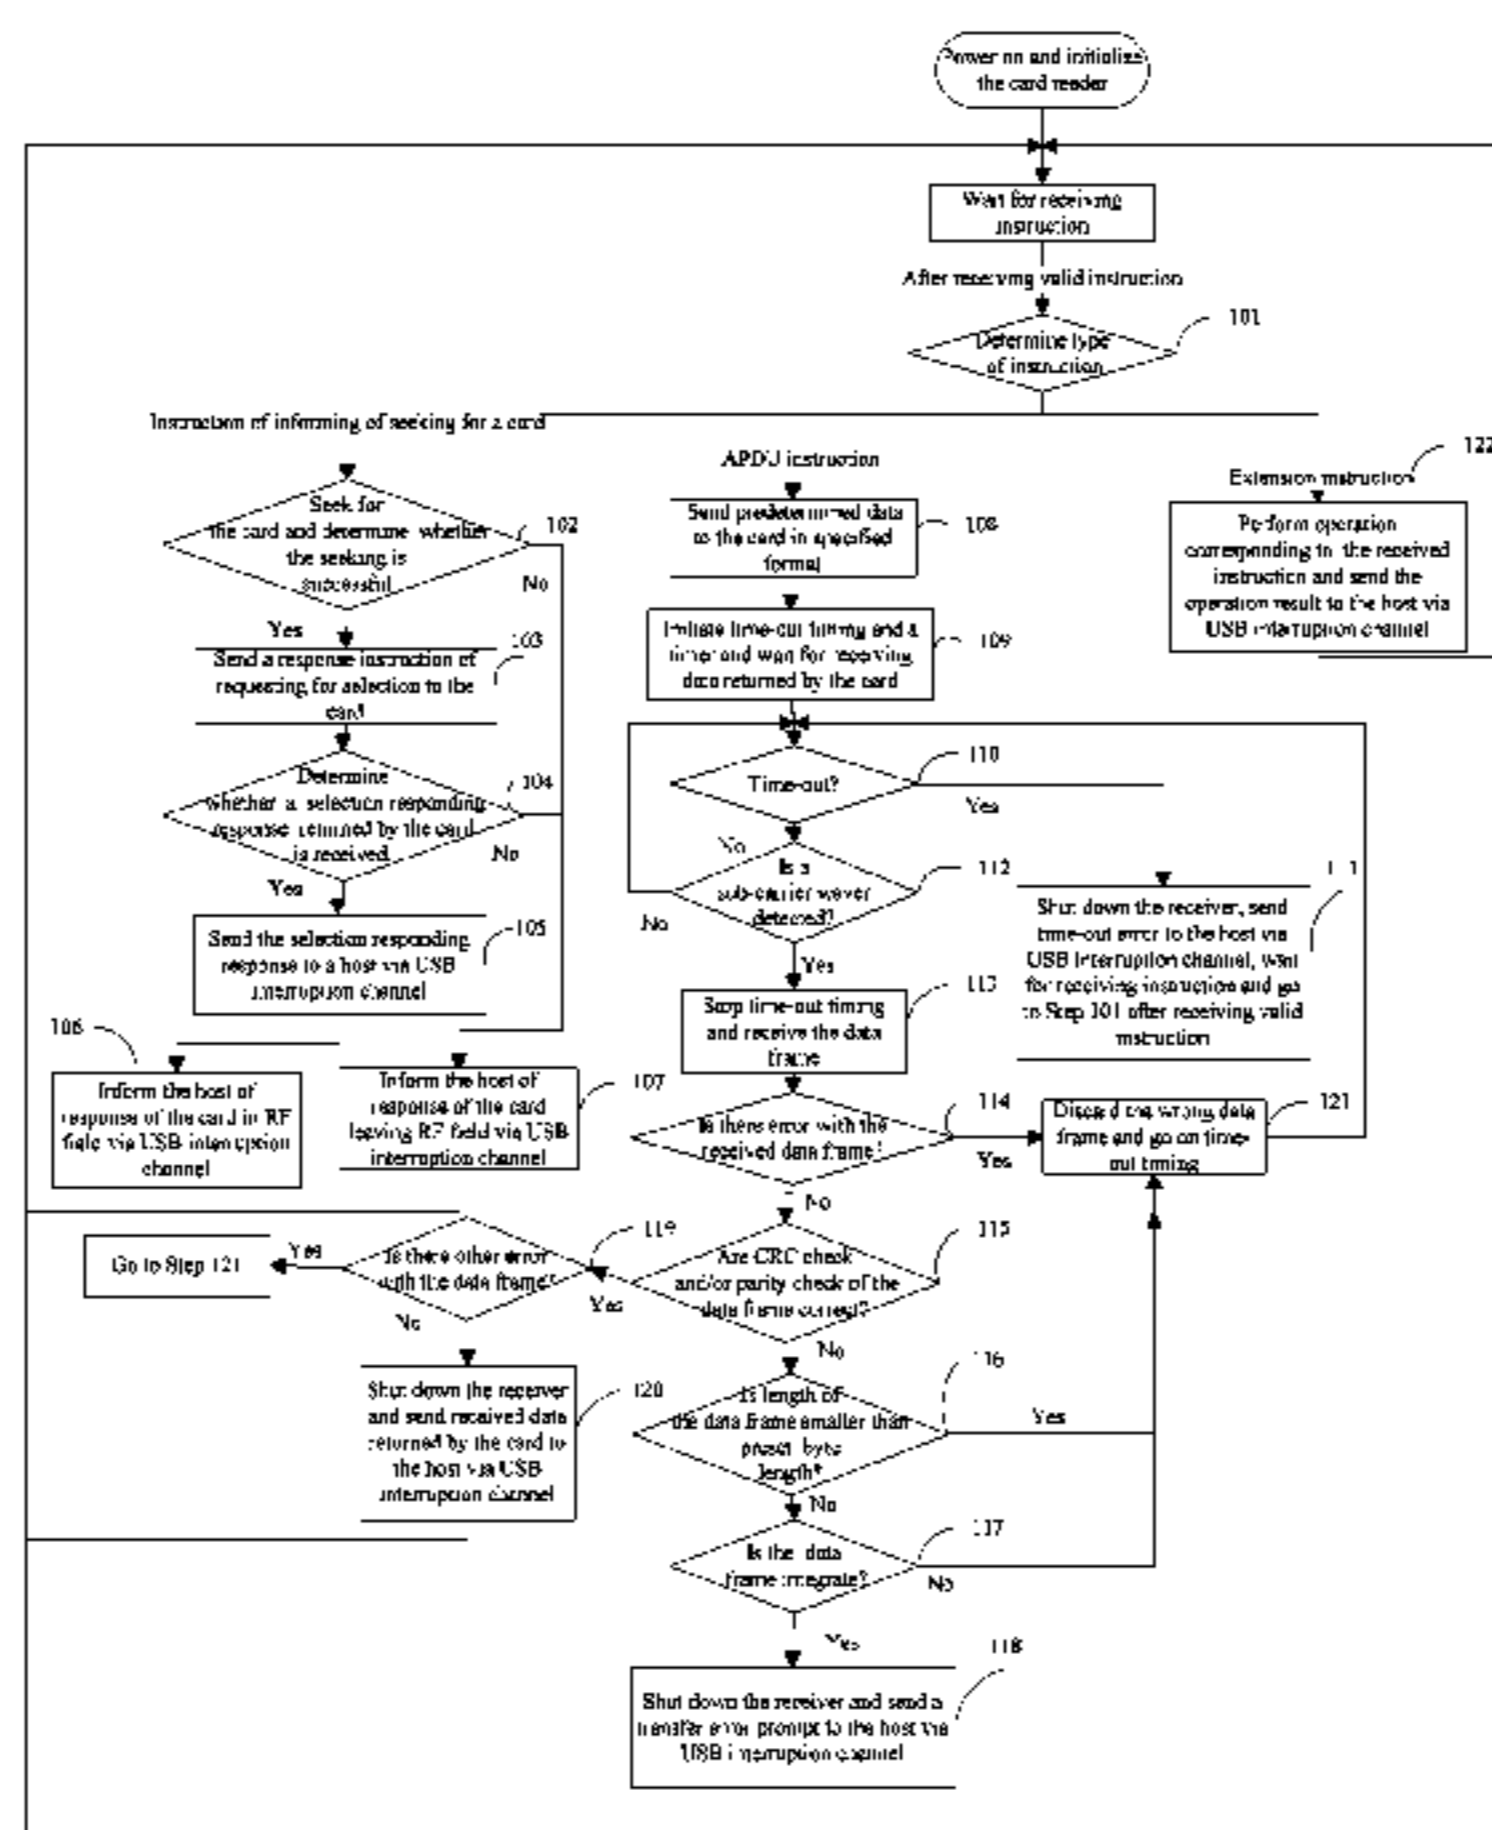 Power on and initialize
the card reader
Wait for receiving
instruction
After receiving valid instruction
101
Determine type
of instruction
Instruction of informing of seeking for a card
APDU instruction
122
Extension instruction
Seek for
the card and determine whether
the seeking is
successful
102
No
Yes
Send predetermined data
to the card in specified
format
108
Perform operation
corresponding to the received
instruction and send the
operation result to the host via
USB interruption channel
103
Send a response instruction of
requesting for selection to the
card
Initiate time-out timing and a
timer and wait for receiving
data returned by the card
109
Determine
whether a selection responding
response returned by the card
is received
104
No
Yes
Time-out?
110
Yes
No
Is a
sub-carrier waver
detected?
112
No
Yes
111
Shut down the receiver, send
time-out error to the host via
USB interruption channel, wait
for receiving instruction and go
to Step 101 after receiving valid
instruction
Send the selection responding
response to a host via USB
interruption channel
105
Stop time-out timing
and receive the data
frame
113
106
Inform the host of
response of the card in RF
field via USB interruption
channel
Inform the host of
response of the card
leaving RF field via USB
interruption channel
107
Is there error with the
received data frame?
114
Yes
No
Discard the wrong data
frame and go on time-
out timing
121
Go to Step 121
Yes
Is there other error
with the data frame?
119
Yes
No
Are CRC check
and/or parity check of the
data frame correct?
115
No
Shut down the receiver
and send received data
returned by the card to
the host via USB
interruption channel
120
Is length of
the data frame smaller than
preset byte
length?
116
Yes
No
Is the data
frame integrate?
117
No
Yes
118
Shut down the receiver and send a
transfer error prompt to the host via
USB interruption channel